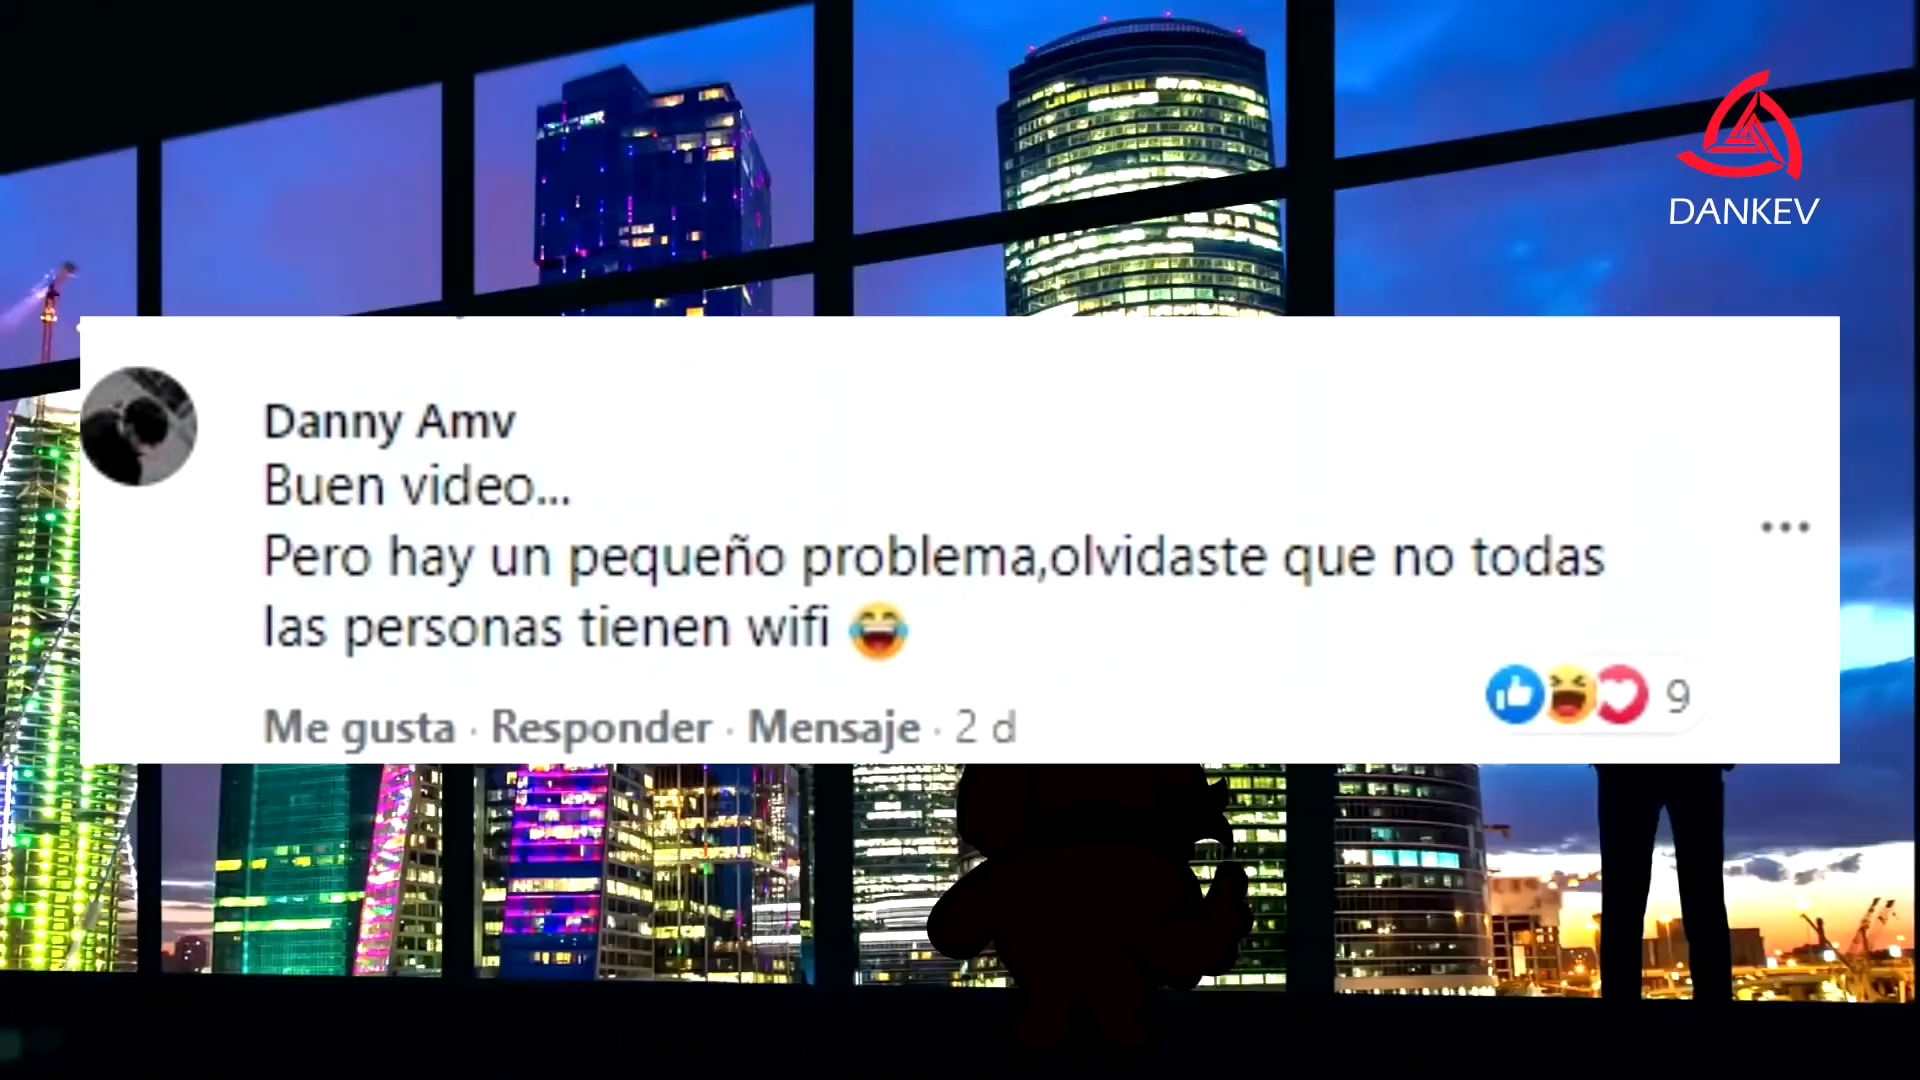 DANKEV
Danny Amv
Buen video...
Pero hay un pequeño problema,olvidaste que no todas
las personas tienen wifi 😂
Me gusta · Responder · Mensaje · 2 d
9